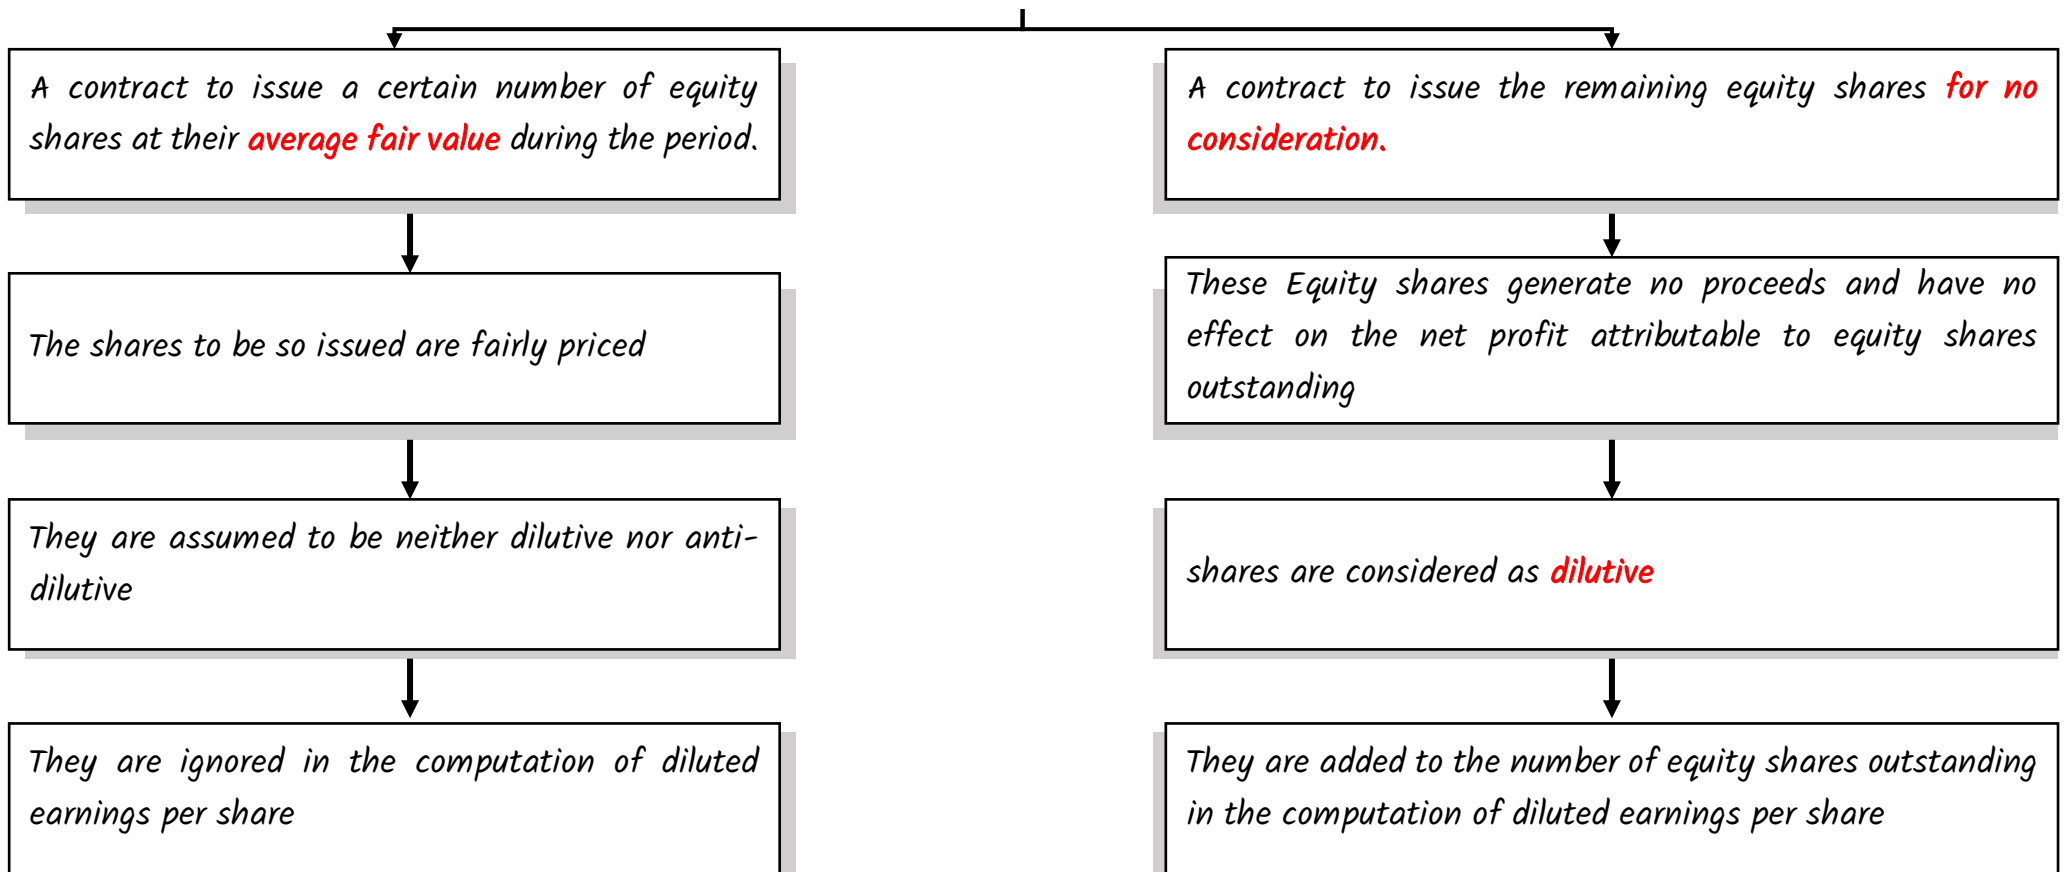 A contract to issue a certain number of equity
shares at their average fair value during the period.
The shares to be so issued are fairly priced
They are assumed to be neither dilutive nor anti-
dilutive
They are ignored in the computation of diluted
earnings per share
A contract to issue the remaining equity shares for no
consideration.
These Equity shares generate no proceeds and have no
effect on the net profit attributable to equity shares
outstanding
shares are considered as dilutive
They are added to the number of equity shares outstanding
in the computation of diluted earnings per share